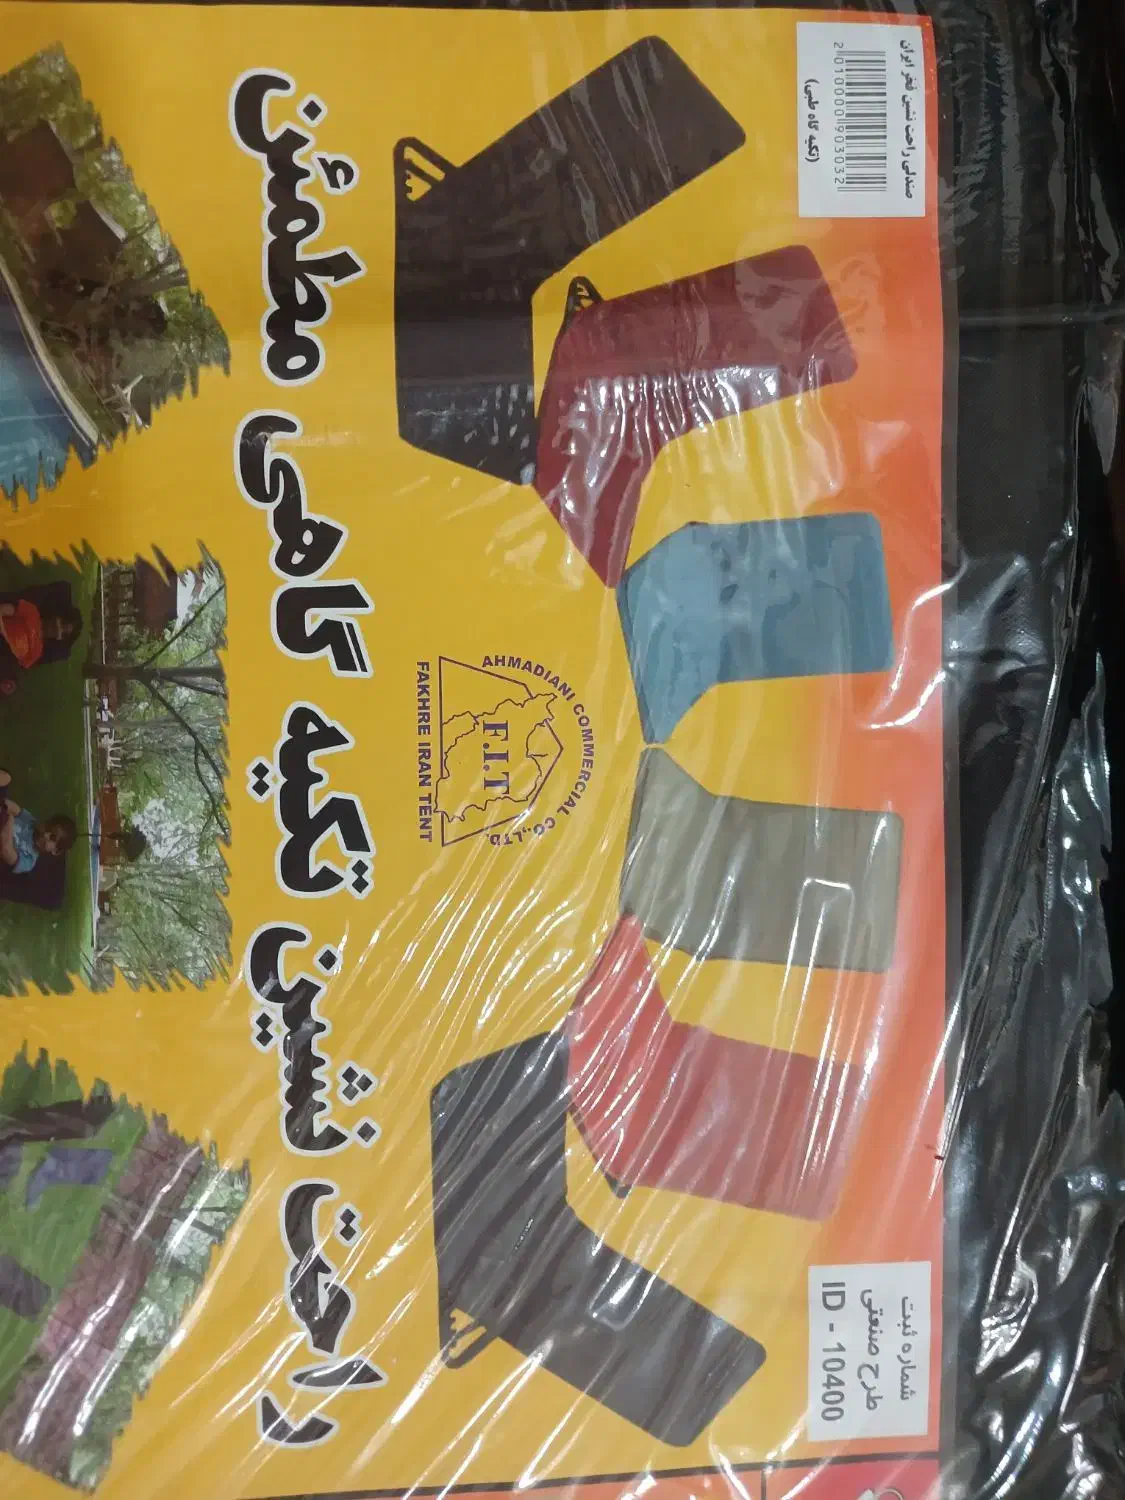 صندلی راحت نشین فخر ایران
2010000903032
(تکیه گاه طبی)
شماره ثبت
طرح صنعتی
ID - 10400
AHMADIANI COMMERCIAL CO.,LTD.
F.I.T
FAKHRE IRAN TENT
راحت نشین تکیه گاهی مطمئن